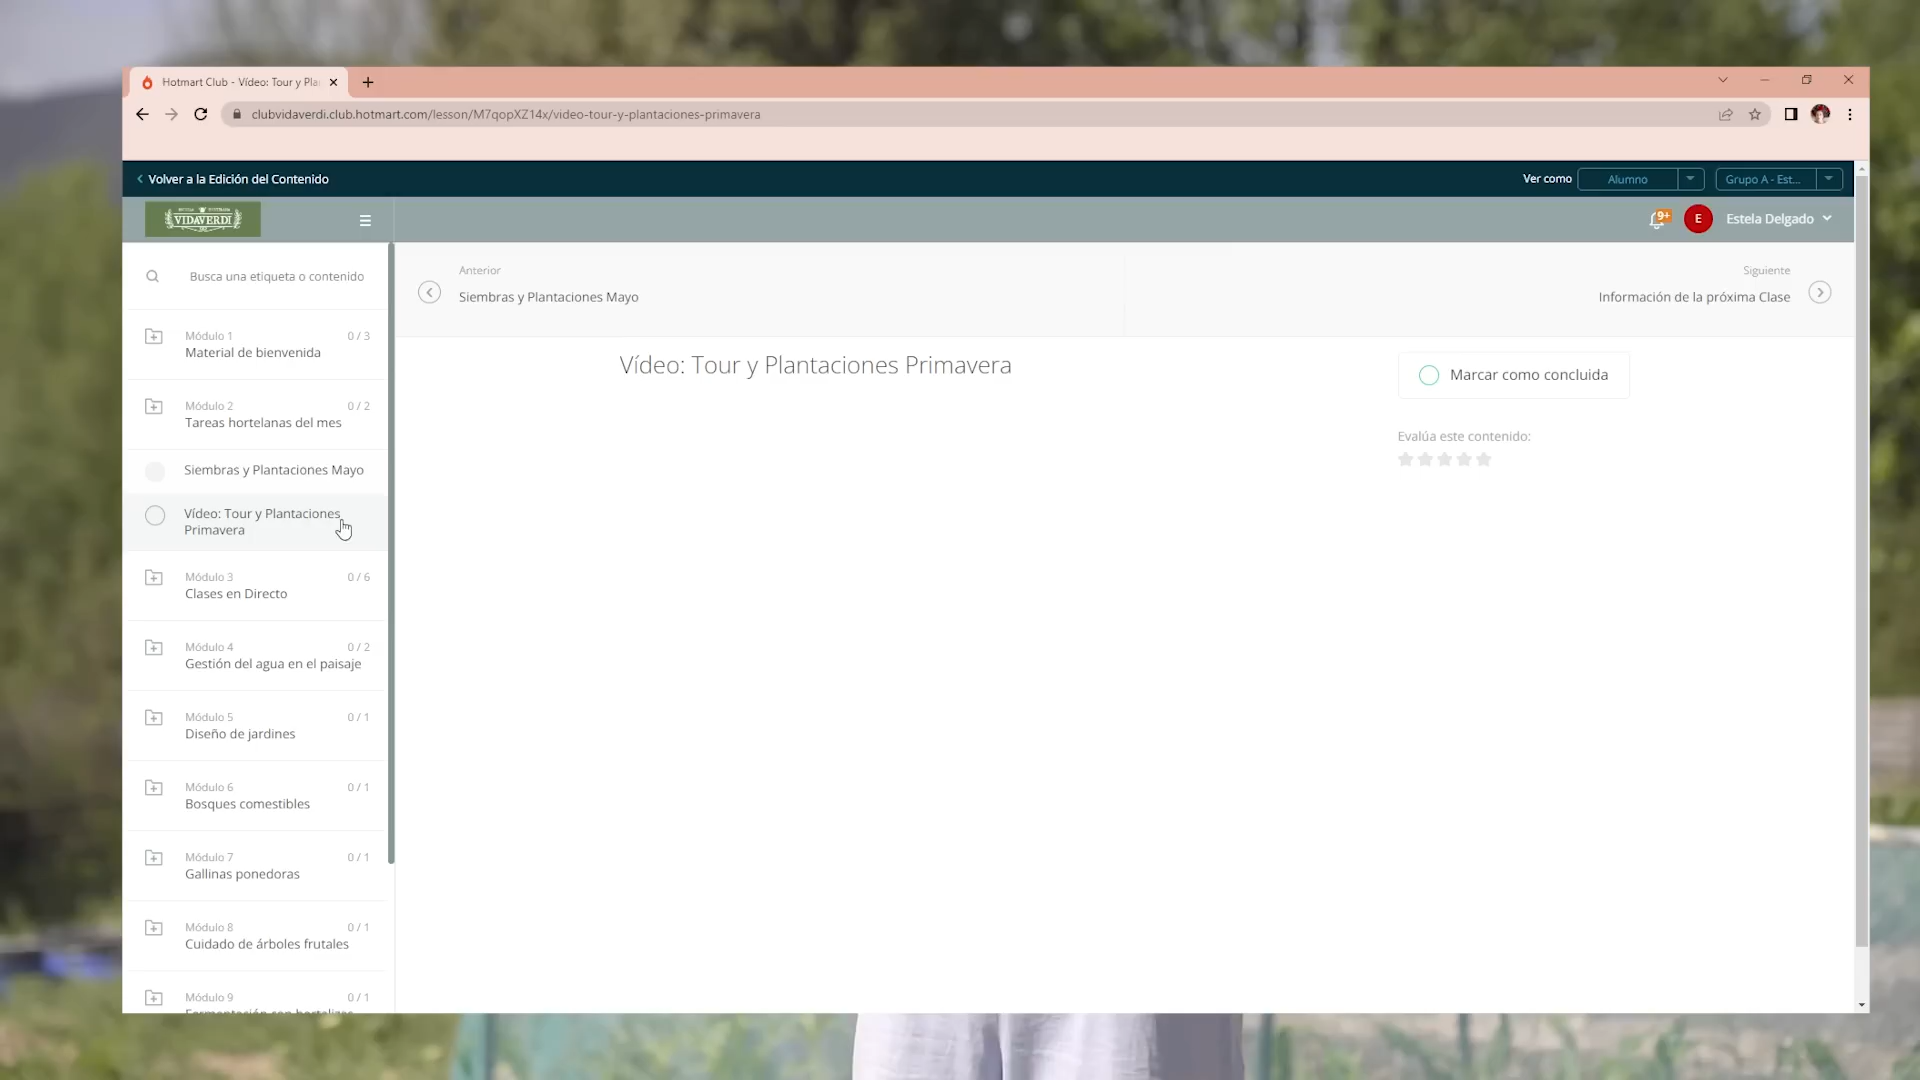 Hotmart Club - Vídeo: Tour y Pla
clubvidaverdi.club.hotmart.com/lesson/M7qopXZ14x/video-tour-y-plantaciones-primavera
Volver a la Edición del Contenido
Ver como
Alumno
Grupo A - Est...
VIDAVERDI
9+
E
Estela Delgado
Busca una etiqueta o contenido
Anterior
Siembras y Plantaciones Mayo
Siguiente
Información de la próxima Clase
Módulo 1
0 / 3
Material de bienvenida
Módulo 2
0 / 2
Tareas hortelanas del mes
Siembras y Plantaciones Mayo
Vídeo: Tour y Plantaciones
Primavera
Módulo 3
0 / 6
Clases en Directo
Módulo 4
0 / 2
Gestión del agua en el paisaje
Módulo 5
0 / 1
Diseño de jardines
Módulo 6
0 / 1
Bosques comestibles
Módulo 7
0 / 1
Gallinas ponedoras
Módulo 8
0 / 1
Cuidado de árboles frutales
Módulo 9
0 / 1
Fermentación con hortalizas
Vídeo: Tour y Plantaciones Primavera
Marcar como concluida
Evalúa este contenido: